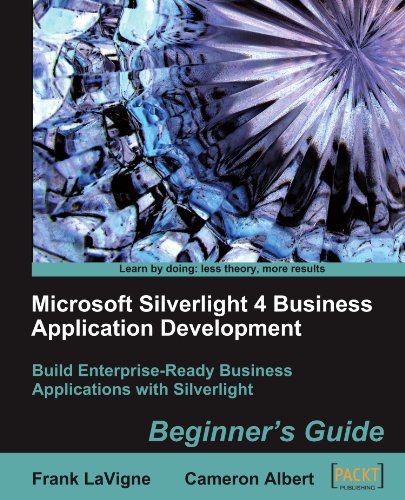 Learn by doing: less theory, more results
Microsoft Silverlight 4 Business
Application Development
Build Enterprise-Ready Business
Applications with Silverlight
Beginner's Guide
Frank LaVigne Cameron Albert
PACKT
PUBLISHING